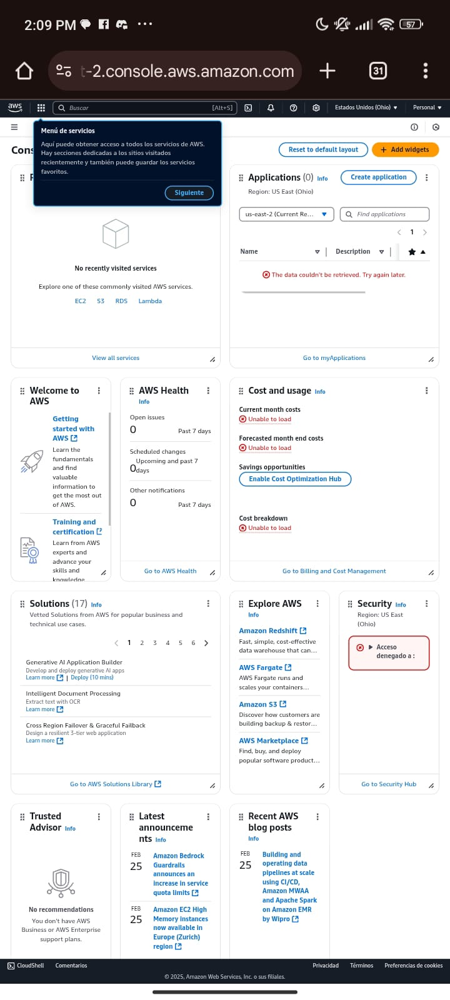 2:09 PM
57
t-2.console.aws.amazon.com
31
aws
Buscar
[Alt+S]
Estados Unidos (Ohio)
Personal
Menú de servicios
Aquí puede obtener acceso a todos los servicios de AWS.
Hay secciones dedicadas a los sitios visitados
recientemente y también puede guardar los servicios
favoritos.
Siguiente
Cons
Reset to default layout
+ Add widgets
No recently visited services
Explore one of these commonly visited AWS services.
EC2 S3 RDS Lambda
View all services
Applications (0) Info
Create application
Region: US East (Ohio)
us-east-2 (Current Re...
Find applications
1
Name
Description
The data couldn't be retrieved. Try again later.
Go to myApplications
Welcome to
AWS
Getting
started with
AWS
Learn the
fundamentals
and find
valuable
information to
get the most out
of AWS.
Training and
certification
Learn from AWS
experts and
advance your
skills and
knowledge
AWS Health
Info
Open issues
0 Past 7 days
Scheduled changes
0 Upcoming and past 7
days
Other notifications
0 Past 7 days
Go to AWS Health
Cost and usage Info
Current month costs
Unable to load
Forecasted month end costs
Unable to load
Savings opportunities
Enable Cost Optimization Hub
Cost breakdown
Unable to load
Go to Billing and Cost Management
Solutions (17) Info
Vetted Solutions from AWS for popular business and
technical use cases.
1 2 3 4 5 6
Generative AI Application Builder
Develop and deploy generative AI apps
Learn more | Deploy (10 mins)
Intelligent Document Processing
Extract text with OCR
Learn more
Cross Region Failover & Graceful Failback
Design a resilient 3-tier web application
Learn more
Go to AWS Solutions Library
Explore AWS
Info
Amazon Redshift
Fast, simple, cost-effective
data warehouse that can...
AWS Fargate
AWS Fargate runs and
scales your containers...
Amazon S3
Discover how customers are
building backup & restor...
AWS Marketplace
Find, buy, and deploy
popular software product...
Security Info
Region: US East
(Ohio)
Acceso
denegado a :
Go to Security Hub
Trusted
Advisor Info
No recommendations
You don't have AWS
Business or AWS Enterprise
support plans.
Latest
announceme
nts Info
FEB
25
Amazon Bedrock
Guardrails
announces an
increase in service
quota limits
FEB
25
Amazon EC2 High
Memory instances
now available in
Europe (Zurich)
region
Recent AWS
blog posts
Info
FEB
25
Building and
operating data
pipelines at scale
using CI/CD,
Amazon MWAA
and Apache Spark
on Amazon EMR
by Wipro
CloudShell
Comentarios
Privacidad
Términos
Preferencias de cookies
© 2025, Amazon Web Services, Inc. o sus filiales.